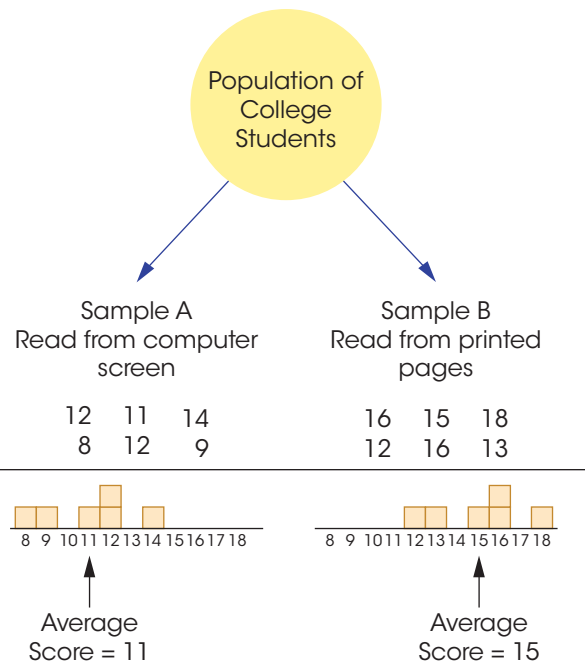 Population of
College
Students
Sample A
Read from computer
screen
12 11 14
8 12 9
Sample B
Read from printed
pages
16 15 18
12 16 13
8 9 10 11 12 13 14 15 16 17 18
Average
Score = 11
8 9 10 11 12 13 14 15 16 17 18
Average
Score = 15